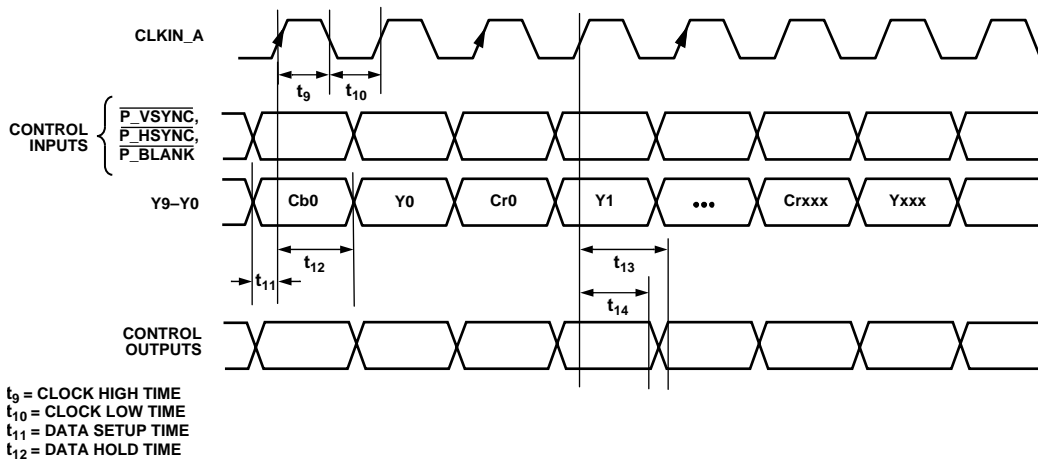 CLKIN_A
t9
t10
CONTROL
INPUTS
P_VSYNC,
P_HSYNC,
P_BLANK
Y9–Y0
Cb0
Y0
Cr0
Y1
•••
Crxxx
Yxxx
t12
t11
t13
t14
CONTROL
OUTPUTS
t9 = CLOCK HIGH TIME
t10 = CLOCK LOW TIME
t11 = DATA SETUP TIME
t12 = DATA HOLD TIME